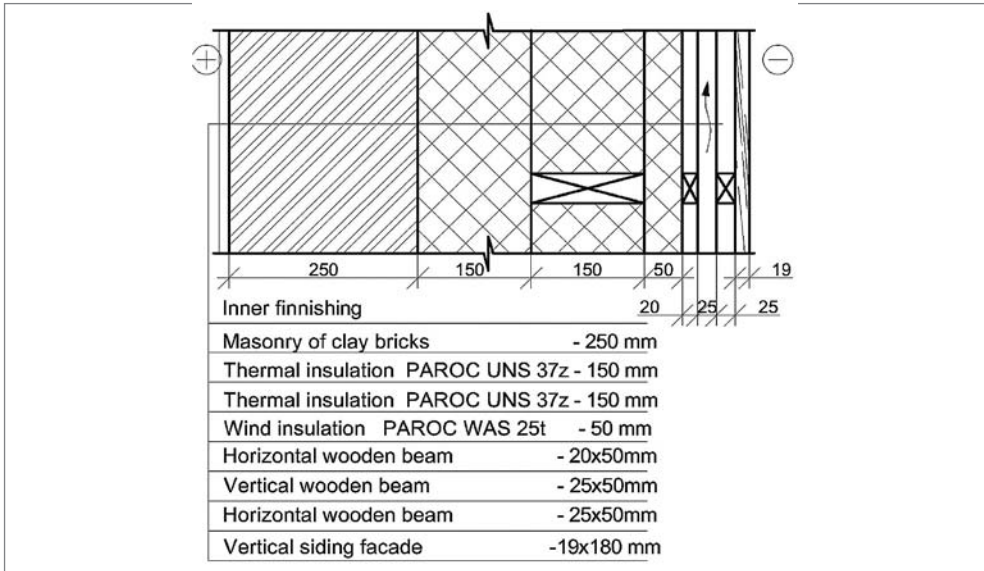 +
−
250 150 150 50 19
20 25 25
Inner finnishing
Masonry of clay bricks - 250 mm
Thermal insulation PAROC UNS 37z - 150 mm
Thermal insulation PAROC UNS 37z - 150 mm
Wind insulation PAROC WAS 25t - 50 mm
Horizontal wooden beam - 20x50mm
Vertical wooden beam - 25x50mm
Horizontal wooden beam - 25x50mm
Vertical siding facade -19x180 mm